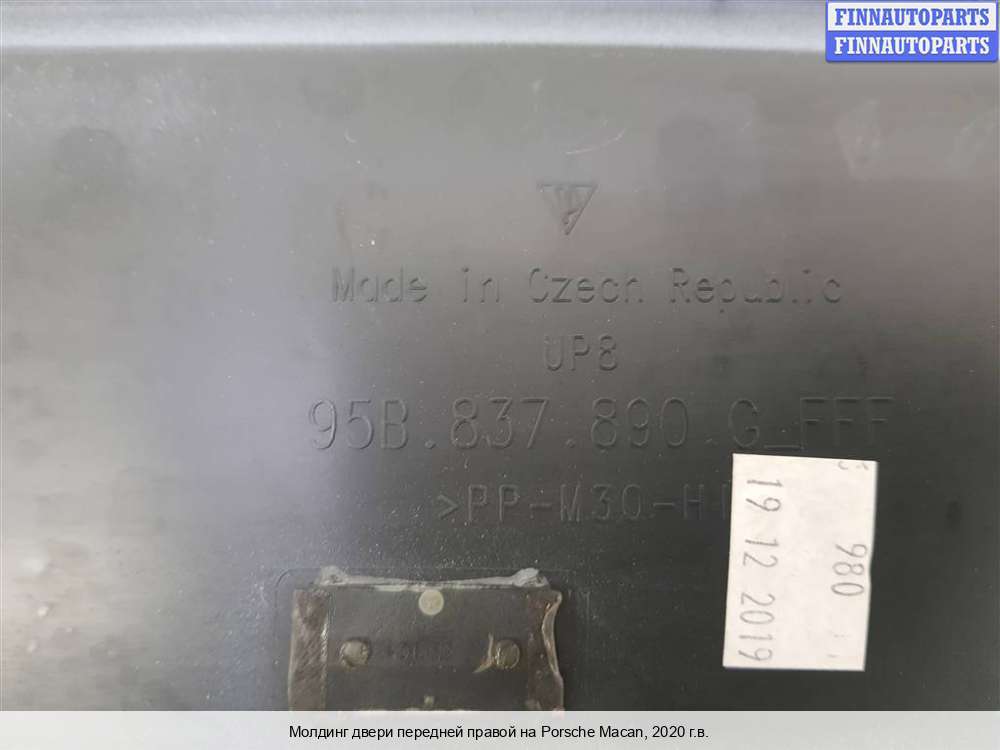 FINNAUTOPARTS
FINNAUTOPARTS
Made in Czech Republic
UP8
95B.837.890.G_FFF
>PP-M30-H
980
19 12 2019
Молдинг двери передней правой на Porsche Macan, 2020 г.в.